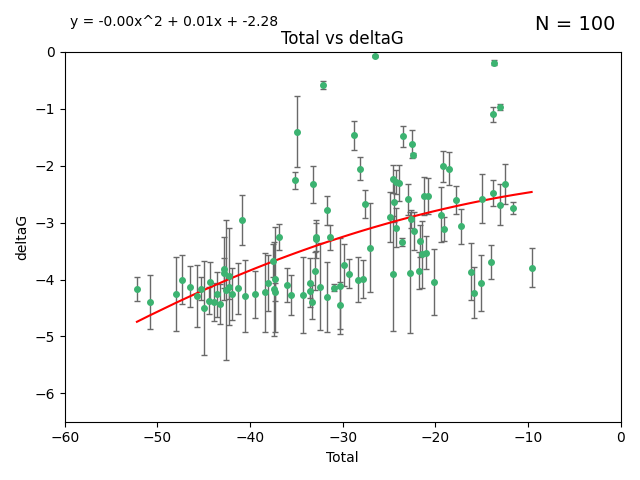 y = -0.00x^2 + 0.01x + -2.28
N = 100
Total vs deltaG
0
−1
−2
−3
−4
−5
−6
deltaG
−60 −50 −40 −30 −20 −10 0
Total